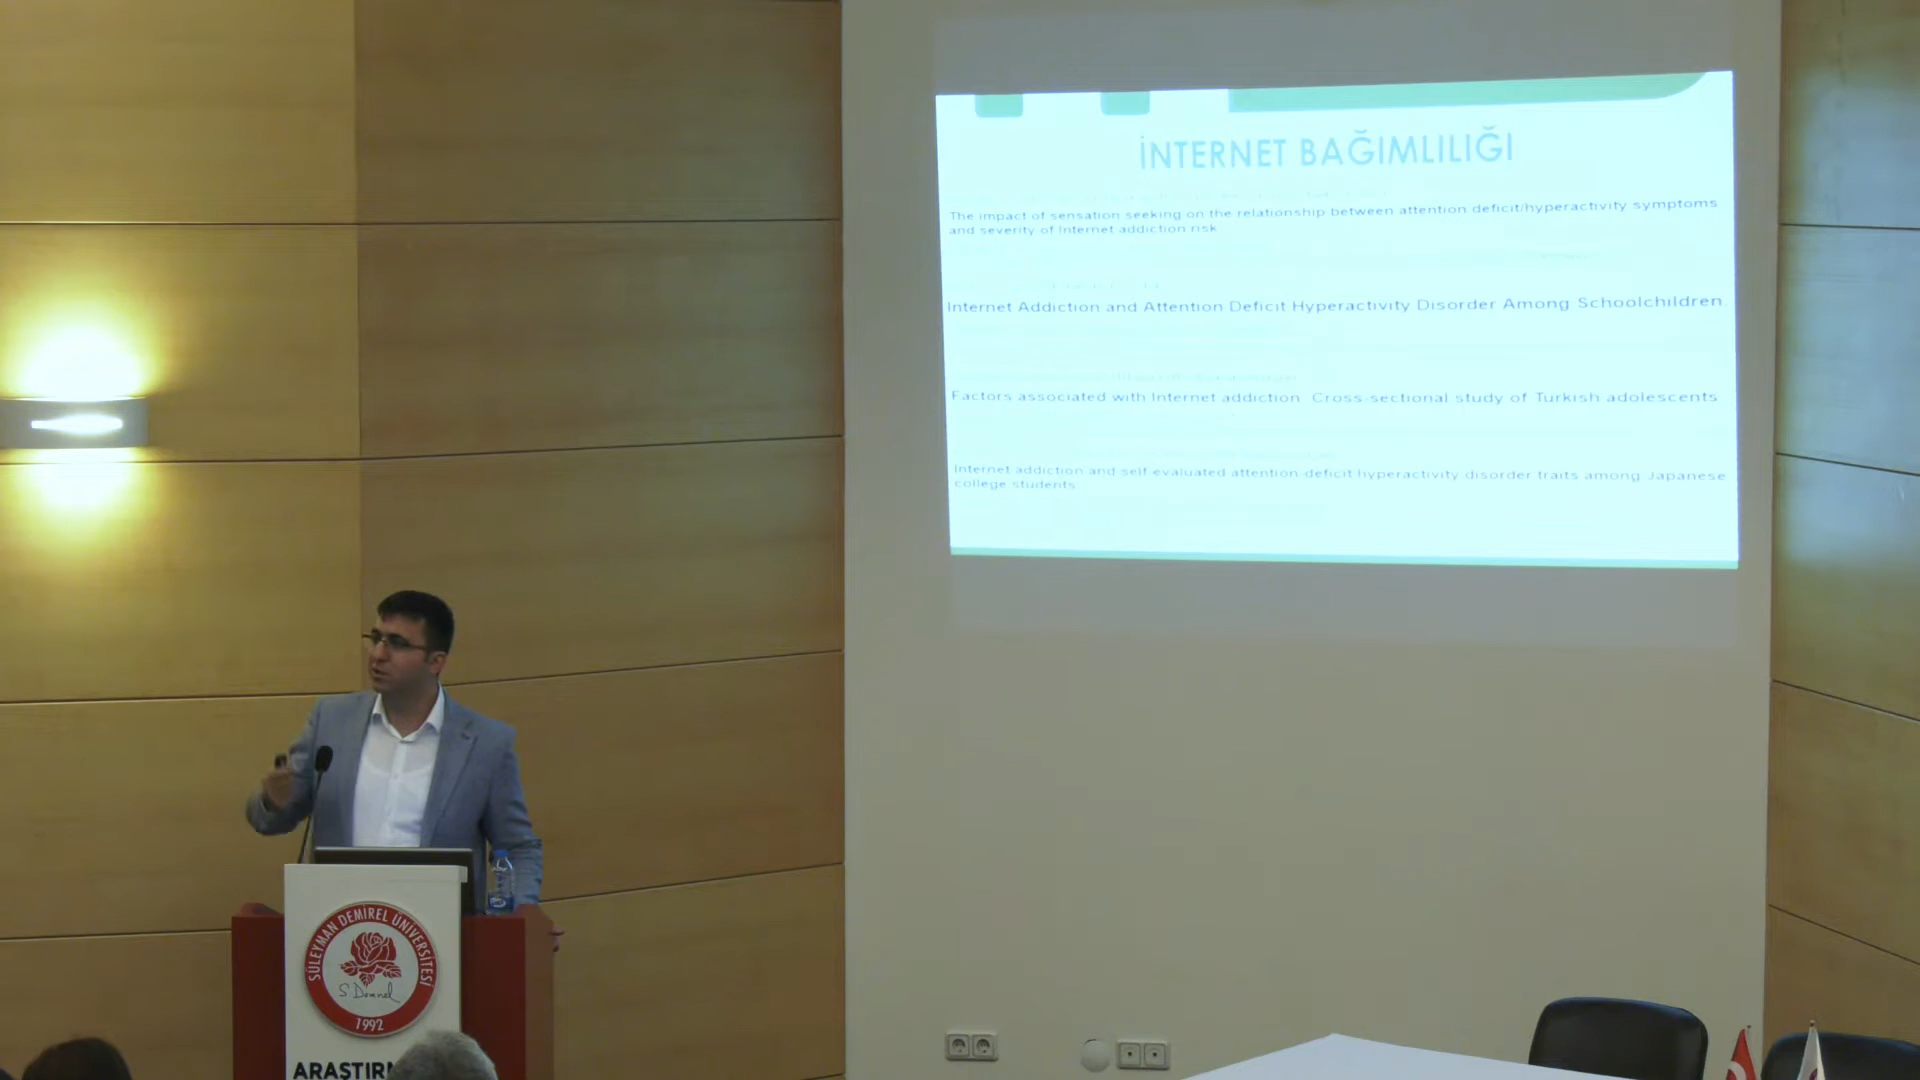 İNTERNET BAĞIMLILIĞI
The impact of sensation seeking on the relationship between attention deficit/hyperactivity symptoms
and severity of Internet addiction risk
Internet Addiction and Attention Deficit Hyperactivity Disorder Among Schoolchildren.
Factors associated with Internet addiction: Cross-sectional study of Turkish adolescents
Internet addiction and self-evaluated attention-deficit hyperactivity disorder traits among Japanese
college students
SÜLEYMAN DEMİREL ÜNİVERSİTESİ
S. Demirel
1992
ARAŞTIR